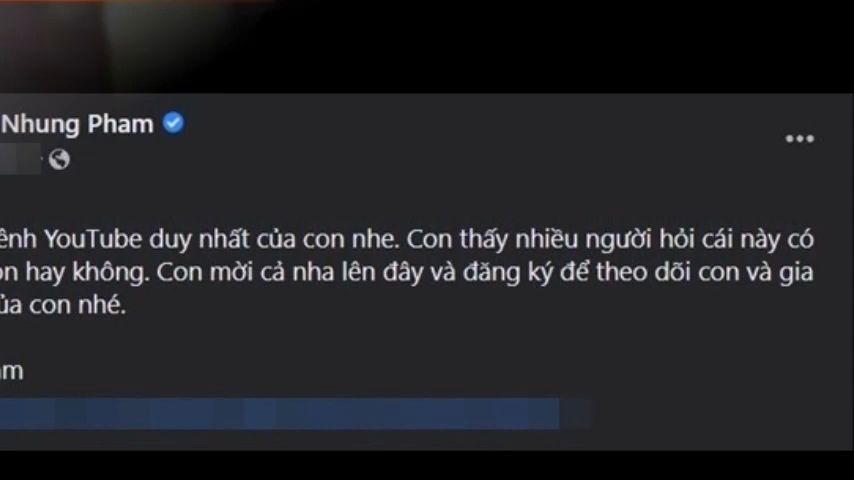 Nhung Pham
ênh YouTube duy nhất của con nhe. Con thấy nhiều người hỏi cái này có
on hay không. Con mời cả nha lên đây và đăng ký để theo dõi con và gia
ủa con nhé.
am